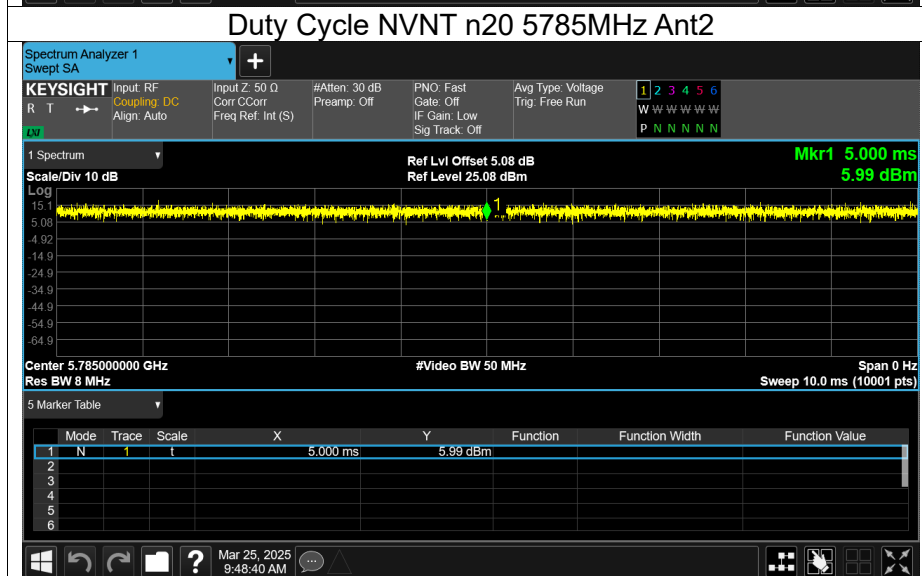 Duty Cycle NVNT n20 5785MHz Ant2
Spectrum Analyzer 1
Swept SA
+
KEYSIGHT
R T
LXI
Input: RF
Coupling: DC
Align: Auto
Input Z: 50 Ω
Corr CCorr
Freq Ref: Int (S)
#Atten: 30 dB
Preamp: Off
PNO: Fast
Gate: Off
IF Gain: Low
Sig Track: Off
Avg Type: Voltage
Trig: Free Run
1 2 3 4 5 6
W W W W W W
P N N N N N
1 Spectrum
Scale/Div 10 dB
Ref Lvl Offset 5.08 dB
Ref Level 25.08 dBm
Mkr1 5.000 ms
5.99 dBm
Log
15.1
5.08
-4.92
-14.9
-24.9
-34.9
-44.9
-54.9
-64.9
1
Center 5.785000000 GHz
Res BW 8 MHz
#Video BW 50 MHz
Span 0 Hz
Sweep 10.0 ms (10001 pts)
5 Marker Table
Mode Trace Scale X Y Function Function Width Function Value
1 N 1 t 5.000 ms 5.99 dBm
2
3
4
5
6
?
Mar 25, 2025
9:48:40 AM